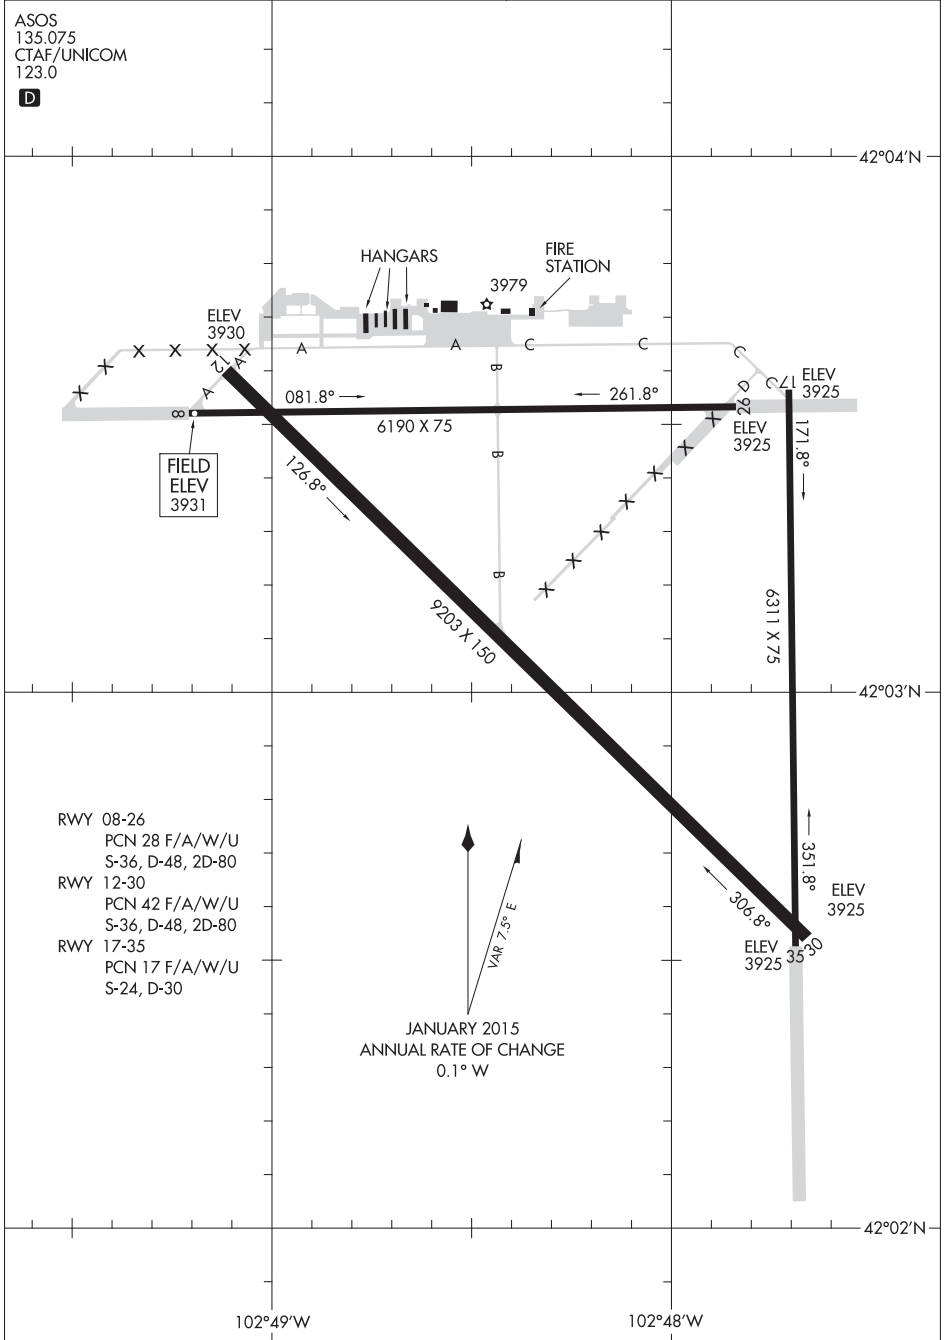 ASOS
135.075
CTAF/UNICOM
123.0
D
42°04'N
HANGARS
FIRE
STATION
3979
ELEV
3930
A
A
C
C
C
12
A
A
B
D
C
17
ELEV
3925
081.8°
261.8°
8
26
6190 X 75
ELEV
3925
FIELD
ELEV
3931
126.8°
171.8°
B
B
9203 X 150
6311 X 75
42°03'N
RWY 08-26
PCN 28 F/A/W/U
S-36, D-48, 2D-80
RWY 12-30
PCN 42 F/A/W/U
S-36, D-48, 2D-80
RWY 17-35
PCN 17 F/A/W/U
S-24, D-30
VAR 7.5° E
JANUARY 2015
ANNUAL RATE OF CHANGE
0.1° W
351.8°
306.8°
ELEV
3925
ELEV
3925
35
30
42°02'N
102°49'W
102°48'W